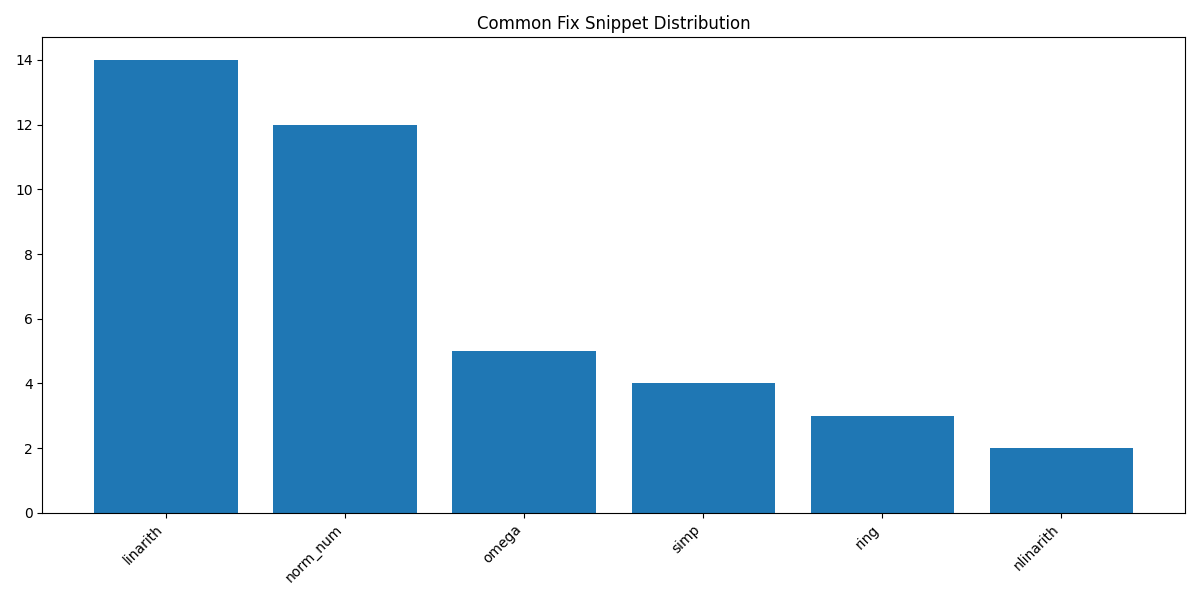 Common Fix Snippet Distribution
14
12
10
8
6
4
2
0
linarith
norm_num
omega
simp
ring
nlinarith